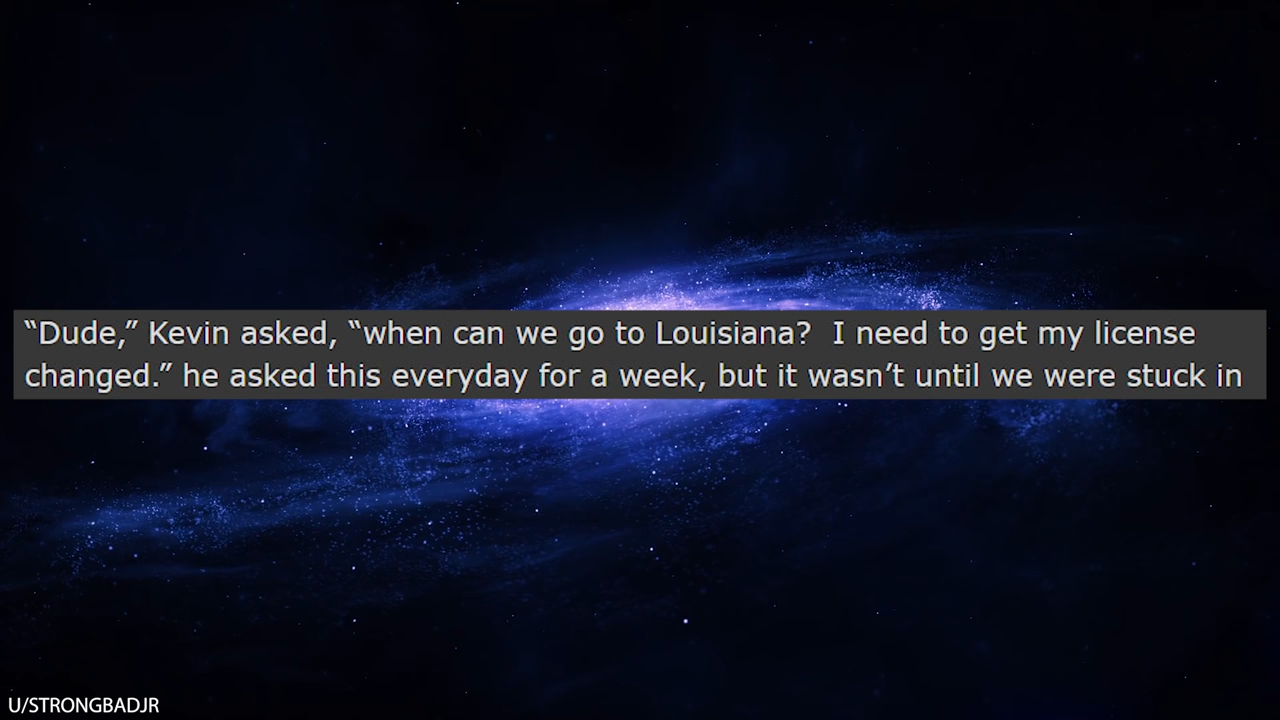 “Dude,” Kevin asked, “when can we go to Louisiana?  I need to get my license
changed.” he asked this everyday for a week, but it wasn’t until we were stuck in
U/STRONGBADJR